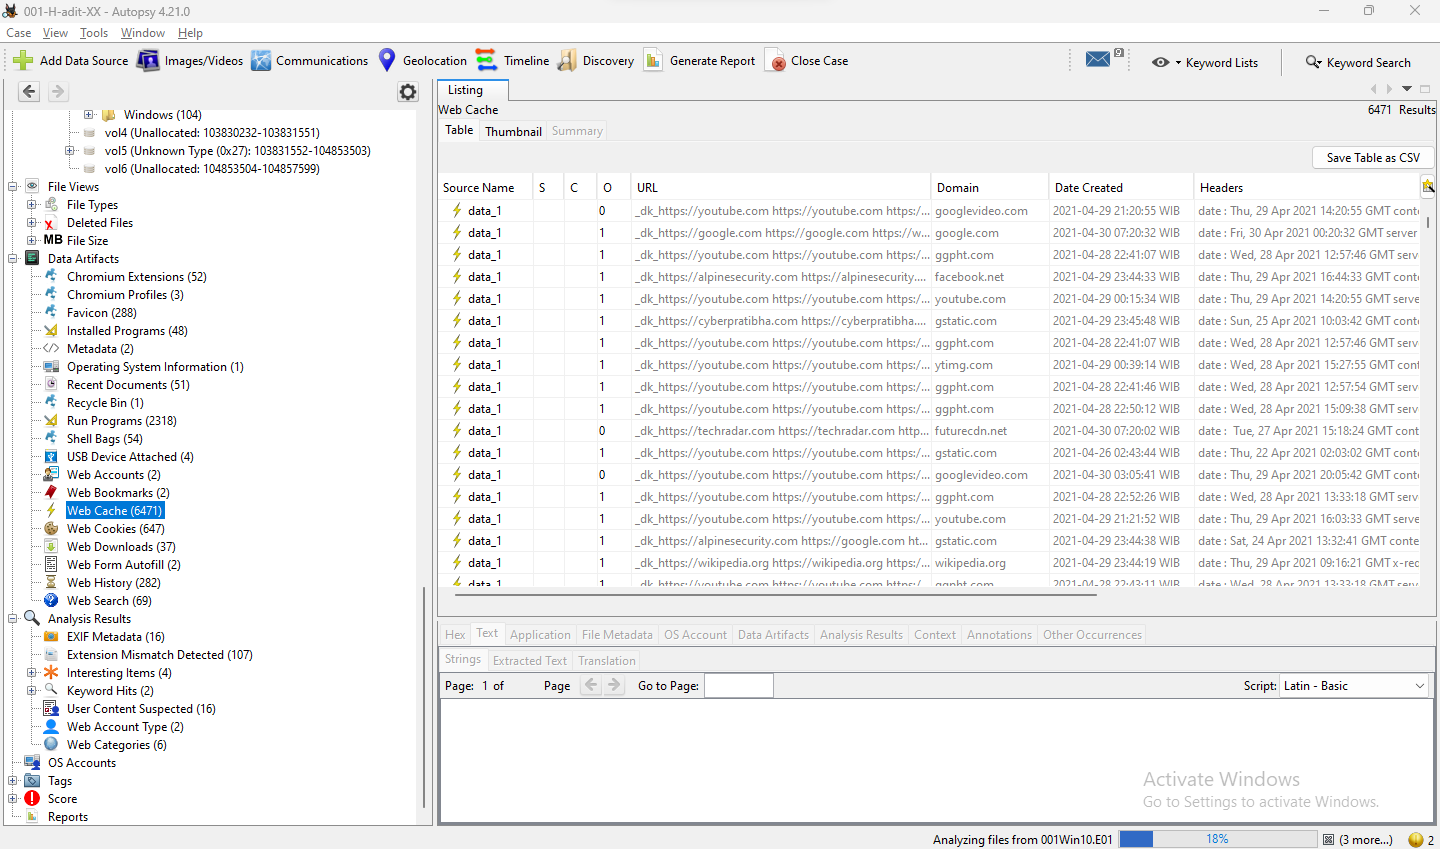 001-H-adit-XX - Autopsy 4.21.0
Case View Tools Window Help
Add Data Source Images/Videos Communications Geolocation Timeline Discovery Generate Report Close Case 9 Keyword Lists Keyword Search
Windows (104)
vol4 (Unallocated: 103830232-103831551)
vol5 (Unknown Type (0x27): 103831552-104853503)
vol6 (Unallocated: 104853504-104857599)
File Views
File Types
Deleted Files
MB File Size
Data Artifacts
Chromium Extensions (52)
Chromium Profiles (3)
Favicon (288)
Installed Programs (48)
Metadata (2)
Operating System Information (1)
Recent Documents (51)
Recycle Bin (1)
Run Programs (2318)
Shell Bags (54)
USB Device Attached (4)
Web Accounts (2)
Web Bookmarks (2)
Web Cache (6471)
Web Cookies (647)
Web Downloads (37)
Web Form Autofill (2)
Web History (282)
Web Search (69)
Analysis Results
EXIF Metadata (16)
Extension Mismatch Detected (107)
Interesting Items (4)
Keyword Hits (2)
User Content Suspected (16)
Web Account Type (2)
Web Categories (6)
OS Accounts
Tags
Score
Reports
Listing
Web Cache 6471 Results
Table Thumbnail Summary
Save Table as CSV
Source Name S C O URL Domain Date Created Headers
data_1 0 _dk_https://youtube.com https://youtube.com https:/... googlevideo.com 2021-04-29 21:20:55 WIB date : Thu, 29 Apr 2021 14:20:55 GMT cont
data_1 1 _dk_https://google.com https://google.com https://w... google.com 2021-04-30 07:20:32 WIB date : Fri, 30 Apr 2021 00:20:32 GMT server
data_1 1 _dk_https://youtube.com https://youtube.com https:/... ggpht.com 2021-04-28 22:41:07 WIB date : Wed, 28 Apr 2021 12:57:46 GMT serv
data_1 1 _dk_https://alpinesecurity.com https://alpinesecurity.... facebook.net 2021-04-29 23:44:33 WIB date : Thu, 29 Apr 2021 16:44:33 GMT cont
data_1 1 _dk_https://youtube.com https://youtube.com https:/... youtube.com 2021-04-29 00:15:34 WIB date : Thu, 29 Apr 2021 14:20:55 GMT serve
data_1 1 _dk_https://cyberpratibha.com https://cyberpratibha.... gstatic.com 2021-04-29 23:45:48 WIB date : Sun, 25 Apr 2021 10:03:42 GMT cont
data_1 1 _dk_https://youtube.com https://youtube.com https:/... ggpht.com 2021-04-28 22:41:07 WIB date : Wed, 28 Apr 2021 12:57:46 GMT serv
data_1 1 _dk_https://youtube.com https://youtube.com https:/... ytimg.com 2021-04-29 00:39:14 WIB date : Wed, 28 Apr 2021 15:27:55 GMT cont
data_1 1 _dk_https://youtube.com https://youtube.com https:/... ggpht.com 2021-04-28 22:41:46 WIB date : Wed, 28 Apr 2021 12:57:54 GMT serv
data_1 1 _dk_https://youtube.com https://youtube.com https:/... ggpht.com 2021-04-28 22:50:12 WIB date : Wed, 28 Apr 2021 15:09:38 GMT serv
data_1 0 _dk_https://techradar.com https://techradar.com http... futurecdn.net 2021-04-30 07:20:02 WIB date : Tue, 27 Apr 2021 15:18:24 GMT cont
data_1 1 _dk_https://youtube.com https://youtube.com https:/... gstatic.com 2021-04-26 02:43:44 WIB date : Thu, 22 Apr 2021 02:03:02 GMT cont
data_1 0 _dk_https://youtube.com https://youtube.com https:/... googlevideo.com 2021-04-30 03:05:41 WIB date : Thu, 29 Apr 2021 20:05:42 GMT cont
data_1 1 _dk_https://youtube.com https://youtube.com https:/... ggpht.com 2021-04-28 22:52:26 WIB date : Wed, 28 Apr 2021 13:33:18 GMT serv
data_1 1 _dk_https://youtube.com https://youtube.com https:/... youtube.com 2021-04-29 21:21:52 WIB date : Thu, 29 Apr 2021 16:03:33 GMT serve
data_1 1 _dk_https://alpinesecurity.com https://google.com ht... gstatic.com 2021-04-29 23:44:38 WIB date : Sat, 24 Apr 2021 13:32:41 GMT conte
data_1 1 _dk_https://wikipedia.org https://wikipedia.org https:/... wikipedia.org 2021-04-29 23:44:19 WIB date : Thu, 29 Apr 2021 09:16:21 GMT x-rec
data_1 1 _dk_https://youtube.com https://youtube.com https:/... ggpht.com 2021-04-28 22:43:11 WIB date : Wed, 28 Apr 2021 13:33:18 GMT serv
Hex Text Application File Metadata OS Account Data Artifacts Analysis Results Context Annotations Other Occurrences
Strings Extracted Text Translation
Page: 1 of Page Go to Page: Script: Latin - Basic
Activate Windows
Go to Settings to activate Windows.
Analyzing files from 001Win10.E01 18% (3 more...) 2